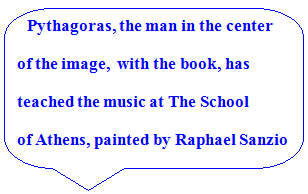 Pythagoras, the man in the center
of the image, with the book, has
teached the music at The School
of Athens, painted by Raphael Sanzio